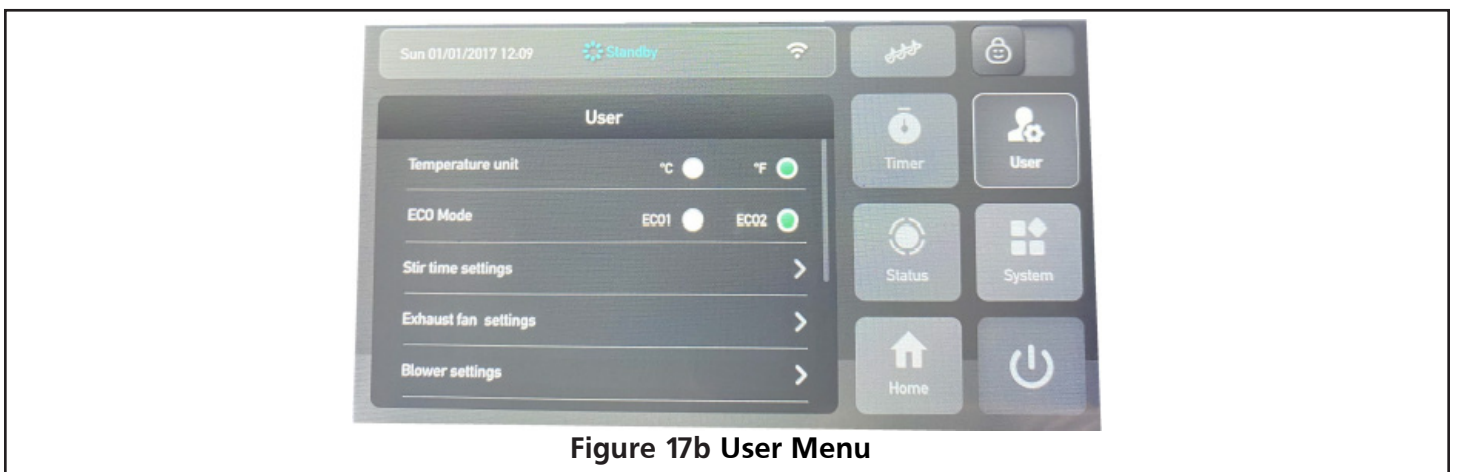 Sun 01/01/2017 12:09 Standby
User
Temperature unit °C °F
ECO Mode ECO1 ECO2
Stir time settings
Exhaust fan  settings
Blower settings
Timer
User
Status
System
Home
Figure 17b User Menu